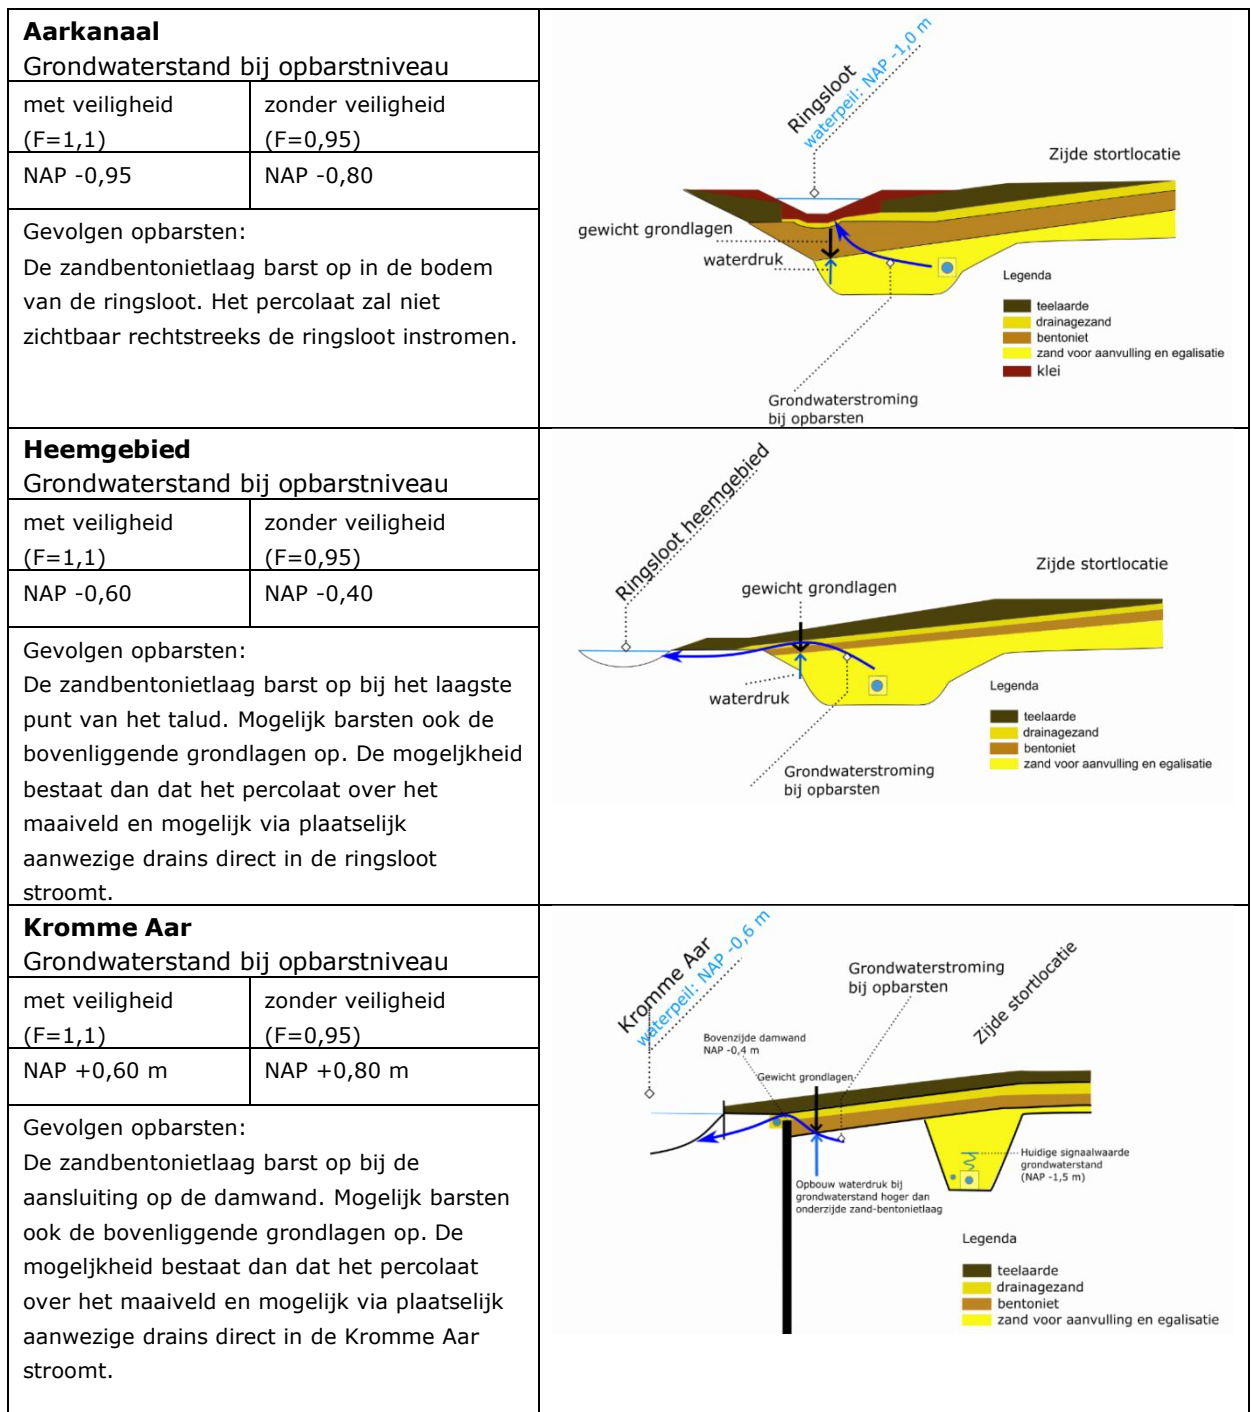 Aarkanaal
Grondwaterstand bij opbarstniveau
met veiligheid
(F=1,1)
zonder veiligheid
(F=0,95)
NAP -0,95
NAP -0,80
Gevolgen opbarsten:
De zandbentonietlaag barst op in de bodem
van de ringsloot. Het percolaat zal niet
zichtbaar rechtstreeks de ringsloot instromen.
Ringsloot
waterpeil: NAP -1,0 m
Zijde stortlocatie
gewicht grondlagen
waterdruk
Legenda
teelaarde
drainagezand
bentoniet
zand voor aanvulling en egalisatie
klei
Grondwaterstroming
bij opbarsten
Heemgebied
Grondwaterstand bij opbarstniveau
met veiligheid
(F=1,1)
zonder veiligheid
(F=0,95)
NAP -0,60
NAP -0,40
Gevolgen opbarsten:
De zandbentonietlaag barst op bij het laagste
punt van het talud. Mogelijk barsten ook de
bovenliggende grondlagen op. De mogeljkheid
bestaat dan dat het percolaat over het
maaiveld en mogelijk via plaatselijk
aanwezige drains direct in de ringsloot
stroomt.
Ringsloot heemgebied
Zijde stortlocatie
gewicht grondlagen
waterdruk
Legenda
teelaarde
drainagezand
bentoniet
zand voor aanvulling en egalisatie
Grondwaterstroming
bij opbarsten
Kromme Aar
Grondwaterstand bij opbarstniveau
met veiligheid
(F=1,1)
zonder veiligheid
(F=0,95)
NAP +0,60 m
NAP +0,80 m
Gevolgen opbarsten:
De zandbentonietlaag barst op bij de
aansluiting op de damwand. Mogelijk barsten
ook de bovenliggende grondlagen op. De
mogeljkheid bestaat dan dat het percolaat
over het maaiveld en mogelijk via plaatselijk
aanwezige drains direct in de Kromme Aar
stroomt.
Kromme Aar
waterpeil: NAP -0,6 m
Grondwaterstroming
bij opbarsten
Zijde stortlocatie
Bovenzijde damwand
NAP -0,4 m
Gewicht grondlagen
Huidige signaalwaarde
grondwaterstand
(NAP -1,5 m)
Opbouw waterdruk bij
grondwaterstand hoger dan
onderzijde zand-bentonietlaag
Legenda
teelaarde
drainagezand
bentoniet
zand voor aanvulling en egalisatie